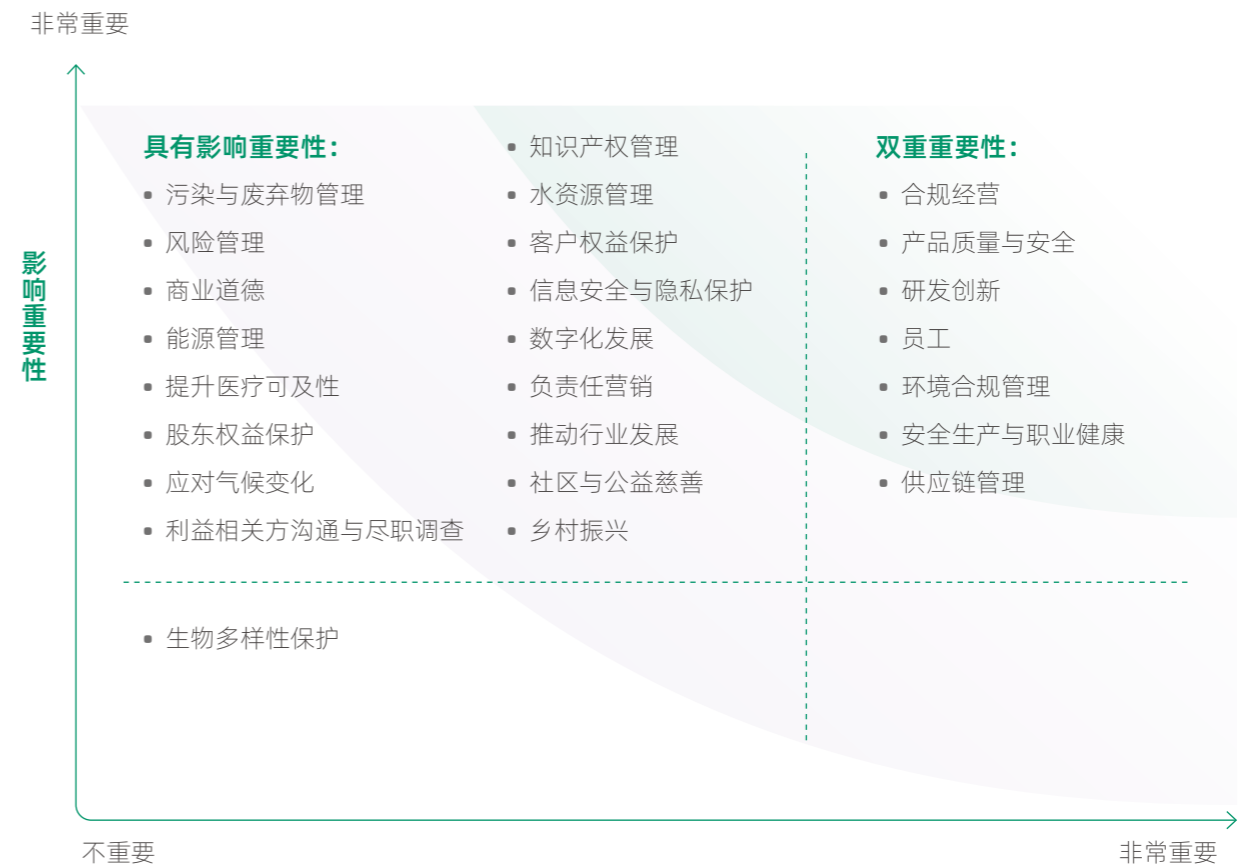 非常重要
影响重要性
具有影响重要性：
污染与废弃物管理
风险管理
商业道德
能源管理
提升医疗可及性
股东权益保护
应对气候变化
利益相关方沟通与尽职调查
知识产权管理
水资源管理
客户权益保护
信息安全与隐私保护
数字化发展
负责任营销
推动行业发展
社区与公益慈善
乡村振兴
双重重要性：
合规经营
产品质量与安全
研发创新
员工
环境合规管理
安全生产与职业健康
供应链管理
生物多样性保护
不重要
非常重要